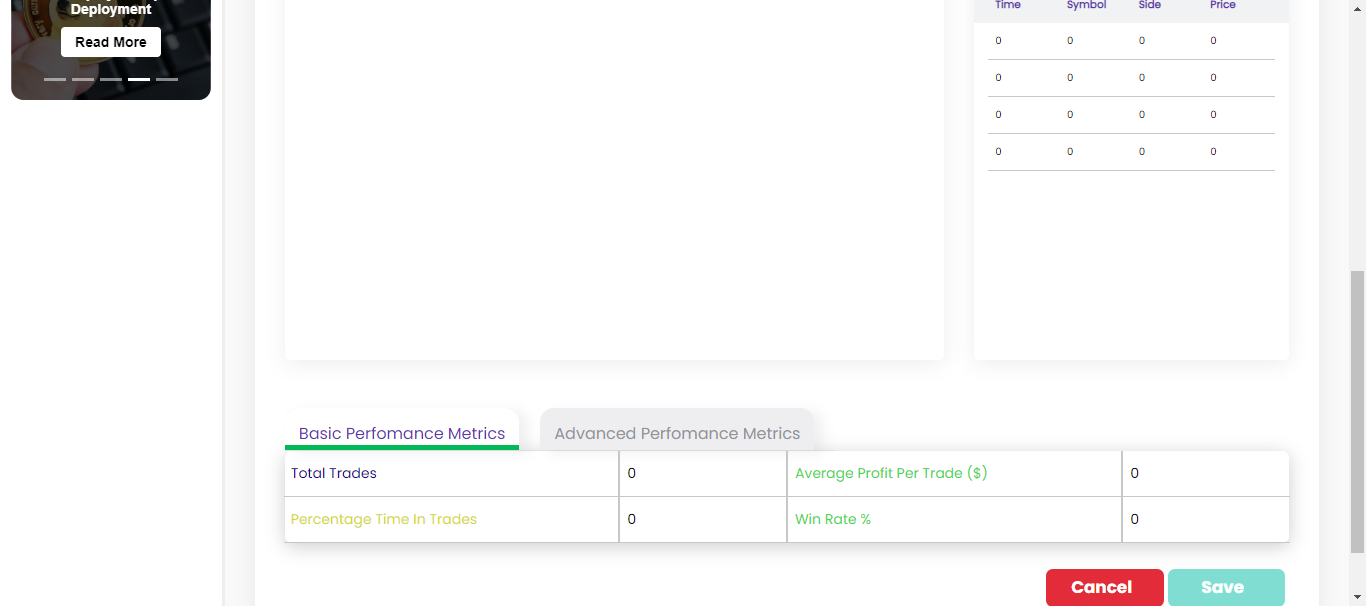 Deployment
Read More
Time Symbol Side Price
0 0 0 0
0 0 0 0
0 0 0 0
0 0 0 0
Basic Perfomance Metrics Advanced Perfomance Metrics
Total Trades 0 Average Profit Per Trade ($) 0
Percentage Time In Trades 0 Win Rate % 0
Cancel Save